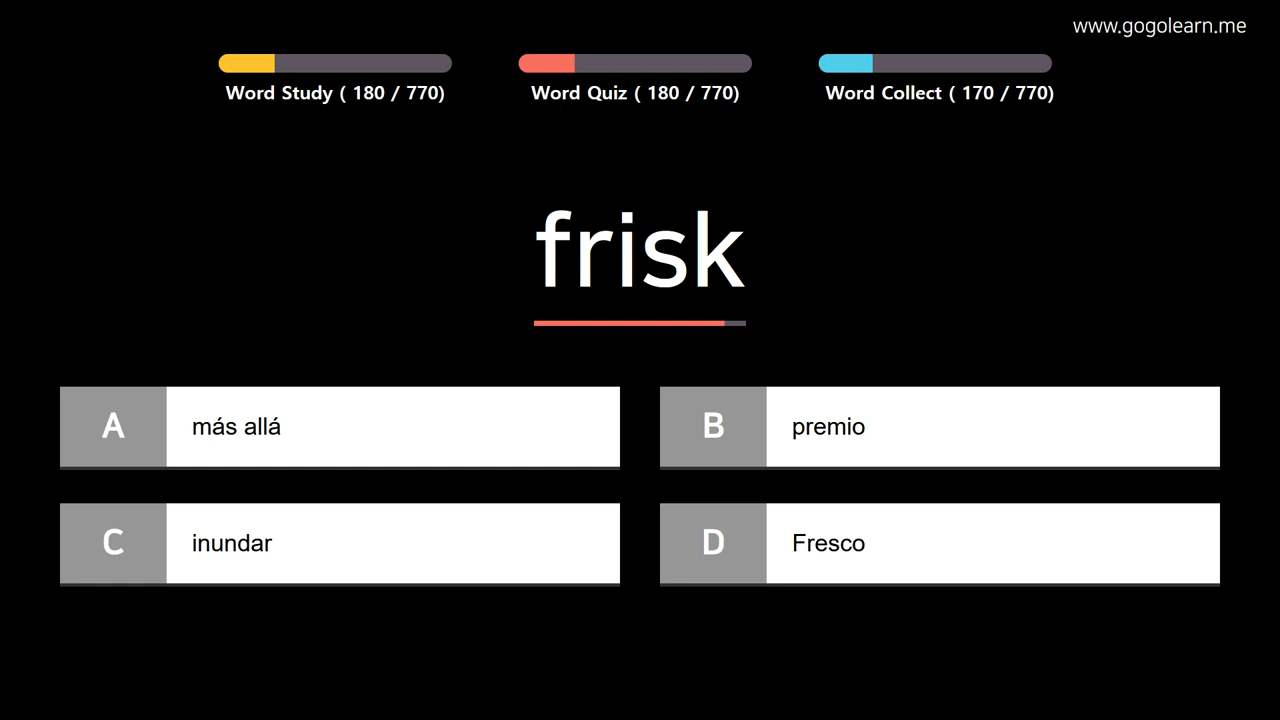 www.gogolearn.me
Word Study ( 180 / 770)
Word Quiz ( 180 / 770)
Word Collect ( 170 / 770)
frisk
A más allá
B premio
C inundar
D Fresco